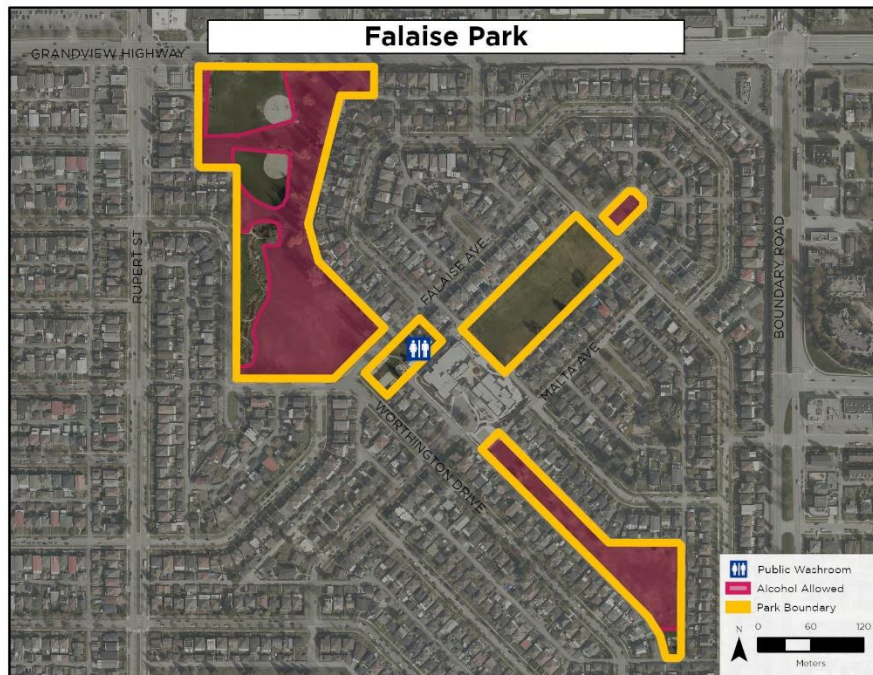 Falaise Park
GRANDVIEW HIGHWAY
RUPERT ST
FALAISE AVE
BOUNDARY ROAD
MALTA AVE
WORTHINGTON DRIVE
Public Washroom
Alcohol Allowed
Park Boundary
N
0 60 120
Meters